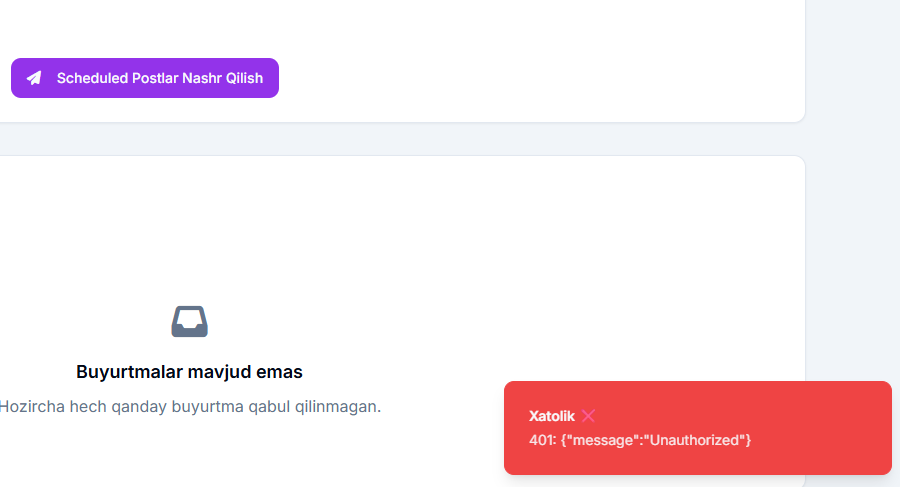 Scheduled Postlar Nashr Qilish
Buyurtmalar mavjud emas
Hozircha hech qanday buyurtma qabul qilinmagan.
Xatolik ❌
401: {"message":"Unauthorized"}